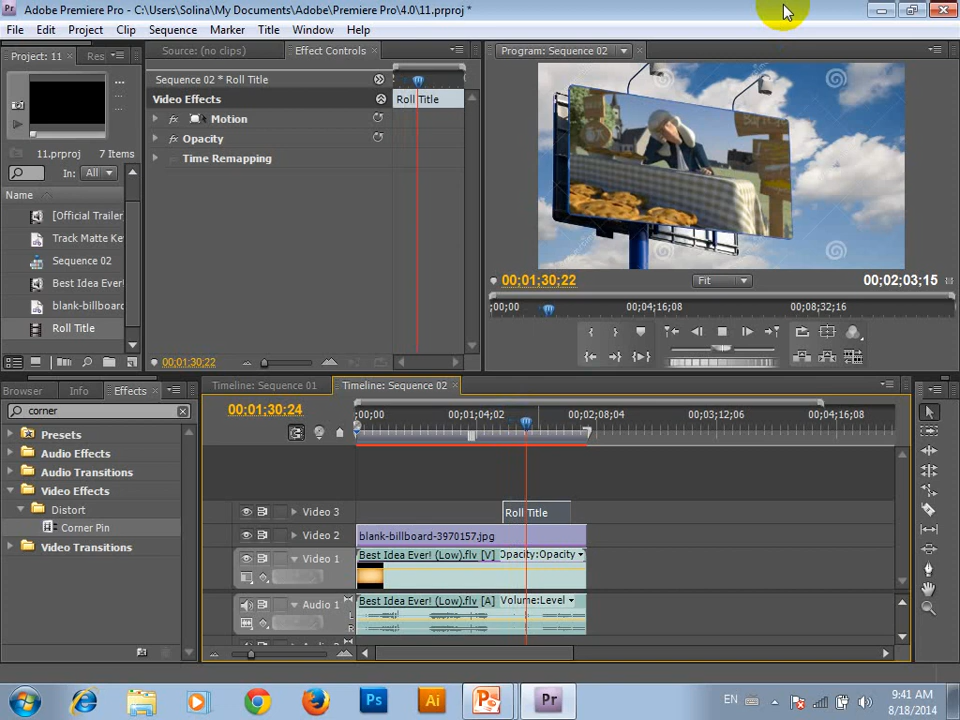 Adobe Premiere Pro - C:\Users\Solina\My Documents\Adobe\Premiere Pro\4.0\11.prproj *
File Edit Project Clip Sequence Marker Title Window Help
Project: 11 Res
11.prproj 7 Items
In: All
Name
[Official Trailer
Track Matte Ke
Sequence 02
Best Idea Ever!
blank-billboard
Roll Title
Source: (no clips) Effect Controls
Sequence 02 * Roll Title
Video Effects
Roll Title
fx Motion
fx Opacity
Time Remapping
00;01;30;22
Program: Sequence 02
dreamstime
00;01;30;22 Fit 00;02;03;15
;00;00 00;04;16;08 00;08;32;16
Browser Info Effects
corner
Presets
Audio Effects
Audio Transitions
Video Effects
Distort
Corner Pin
Video Transitions
Timeline: Sequence 01 Timeline: Sequence 02
00;01;30;24
;00;00 00;01;04;02 00;02;08;04 00;03;12;06 00;04;16;08
Video 3 Roll Title
Video 2 blank-billboard-3970157.jpg
Video 1 Best Idea Ever! (Low).flv [V] Opacity:Opacity
Audio 1 Best Idea Ever! (Low).flv [A] Volume:Level
L
R
Ps Ai Pr
EN
9:41 AM
8/18/2014